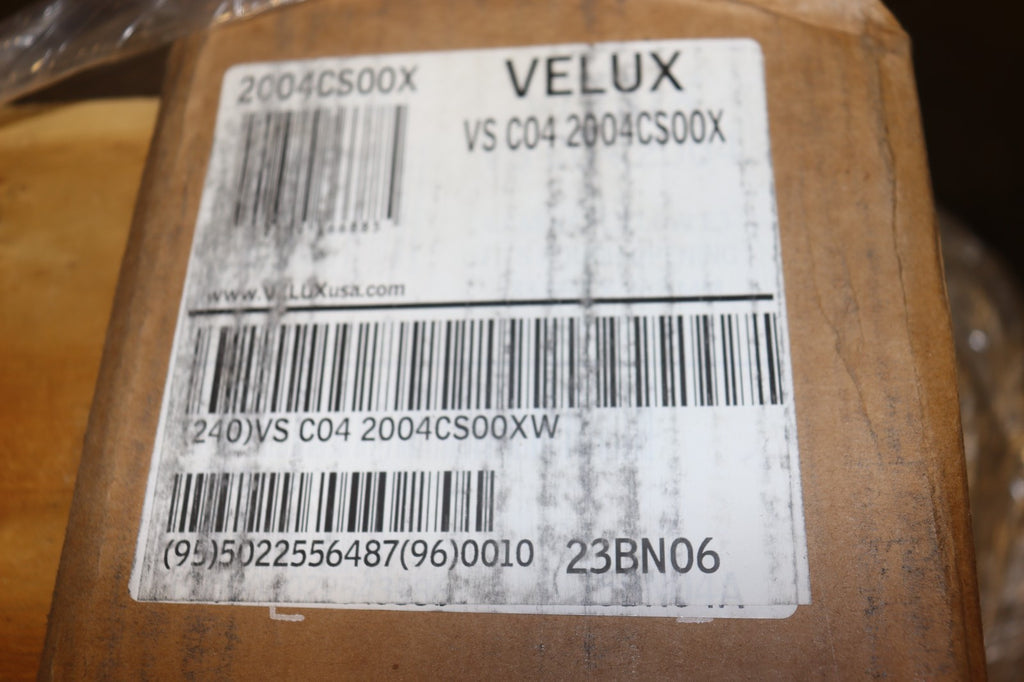 2004CS00X
VELUX
VS C04 2004CS00X
www.VELUXusa.com
(240)VS C04 2004CS00XW
(95)5022556487(96)0010
23BN06